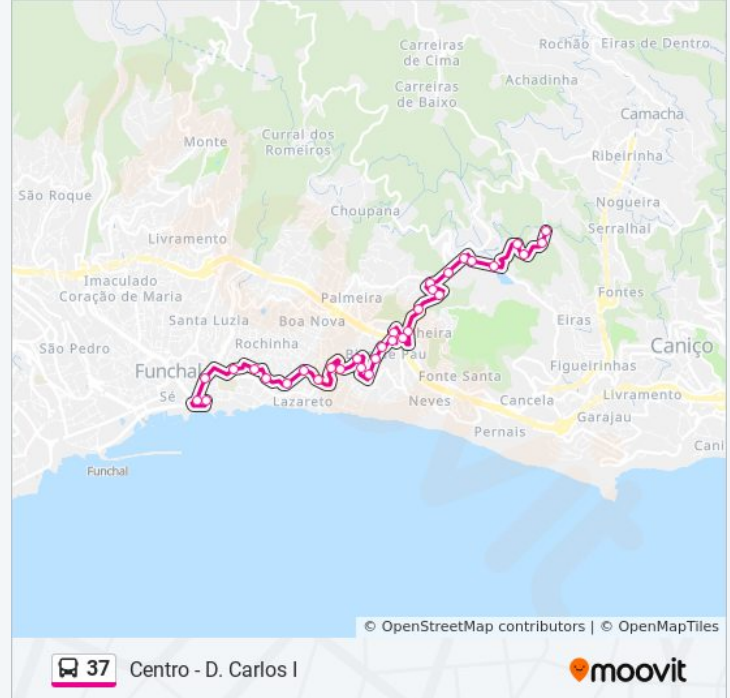 Carreiras
de Cima
Rochão
Eiras de Dentro
Achadinha
Carreiras
de Baixo
Camacha
Monte
Curral dos
Romeiros
Ribeirinha
São Roque
Choupana
Nogueira
Serralhal
Livramento
Imaculado
Coração de Maria
Palmeira
Fontes
Santa Luzia
Boa Nova
Eiras
Rochinha
São Pedro
Caniço
Funchal
Figueirinhas
Sé
Lazareto
Fonte Santa
Neves
Cancela
Livramento
Garajau
Pernais
Cani
Funchal
© OpenStreetMap contributors | © OpenMapTiles
37 Centro - D. Carlos I
moovit